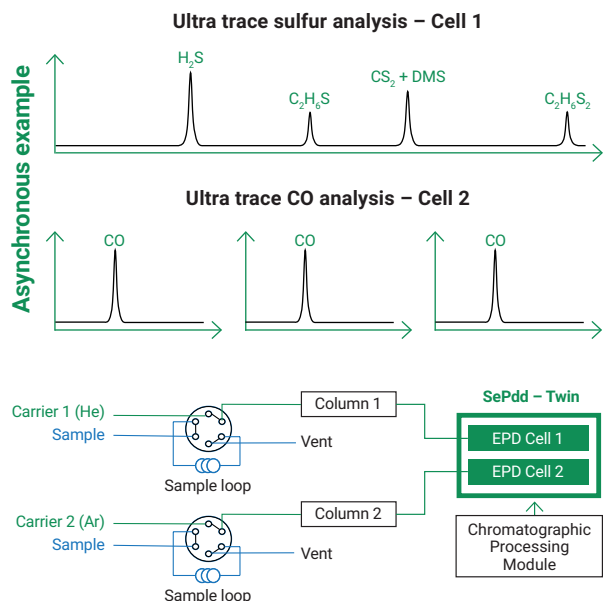 Ultra trace sulfur analysis – Cell 1
Asynchronous example
H₂S
C₂H₆S
CS₂ + DMS
C₂H₆S₂
Ultra trace CO analysis – Cell 2
CO
CO
CO
Carrier 1 (He)
Sample
Sample loop
Vent
Column 1
SePdd – Twin
EPD Cell 1
EPD Cell 2
Carrier 2 (Ar)
Sample
Sample loop
Vent
Column 2
Chromatographic
Processing
Module